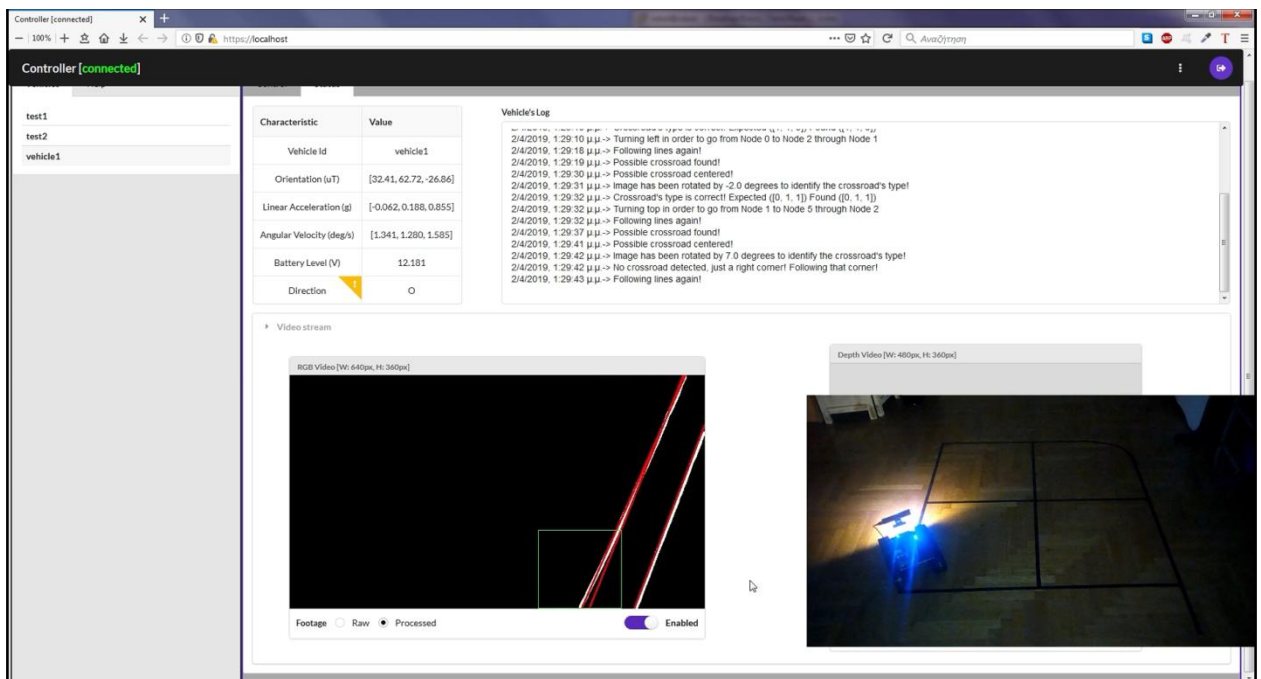 Controller [connected]
100%
https://localhost
Αναζήτηση
Controller [connected]
test1
test2
vehicle1
Characteristic Value
Vehicle Id vehicle1
Orientation (uT) [32.41, 62.72, -26.86]
Linear Acceleration (g) [-0.062, 0.188, 0.855]
Angular Velocity (deg/s) [1.341, 1.280, 1.585]
Battery Level (V) 12.181
Direction O
!
Vehicle's Log
2/4/2019, 1:29:10 μ.μ.-> Turning left in order to go from Node 0 to Node 2 through Node 1
2/4/2019, 1:29:18 μ.μ.-> Following lines again!
2/4/2019, 1:29:19 μ.μ.-> Possible crossroad found!
2/4/2019, 1:29:30 μ.μ.-> Possible crossroad centered!
2/4/2019, 1:29:31 μ.μ.-> Image has been rotated by -2.0 degrees to identify the crossroad's type!
2/4/2019, 1:29:32 μ.μ.-> Crossroad's type is correct! Expected ([0, 1, 1]) Found ([0, 1, 1])
2/4/2019, 1:29:32 μ.μ.-> Turning top in order to go from Node 1 to Node 5 through Node 2
2/4/2019, 1:29:32 μ.μ.-> Following lines again!
2/4/2019, 1:29:37 μ.μ.-> Possible crossroad found!
2/4/2019, 1:29:41 μ.μ.-> Possible crossroad centered!
2/4/2019, 1:29:42 μ.μ.-> Image has been rotated by 7.0 degrees to identify the crossroad's type!
2/4/2019, 1:29:42 μ.μ.-> No crossroad detected, just a right corner! Following that corner!
2/4/2019, 1:29:43 μ.μ.-> Following lines again!
Video stream
RGB Video [W: 640px, H: 360px]
Depth Video [W: 480px, H: 360px]
Footage Raw Processed Enabled